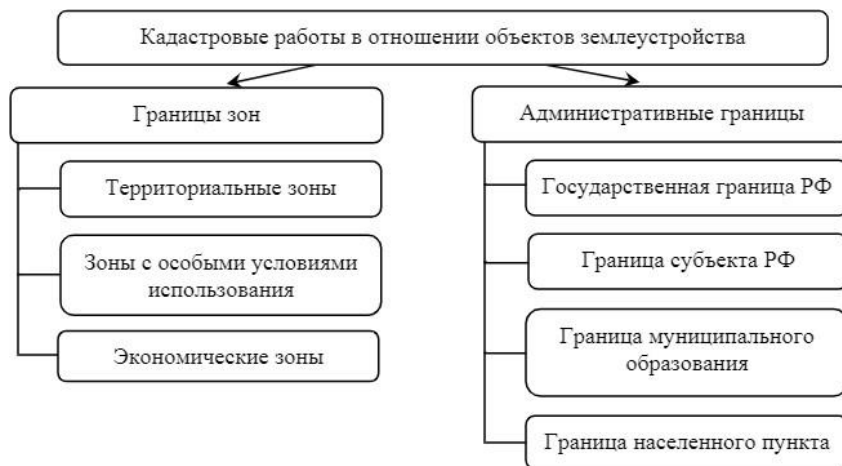 Кадастровые работы в отношении объектов землеустройства
Границы зон
Территориальные зоны
Зоны с особыми условиями
использования
Экономические зоны
Административные границы
Государственная граница РФ
Граница субъекта РФ
Граница муниципального
образования
Граница населенного пункта